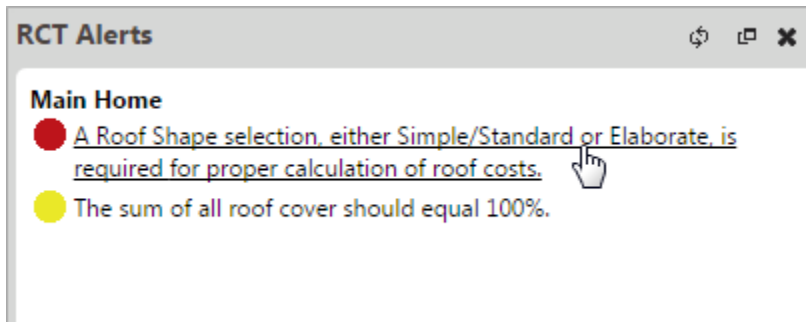 RCT Alerts
Main Home
A Roof Shape selection, either Simple/Standard or Elaborate, is
required for proper calculation of roof costs.
The sum of all roof cover should equal 100%.